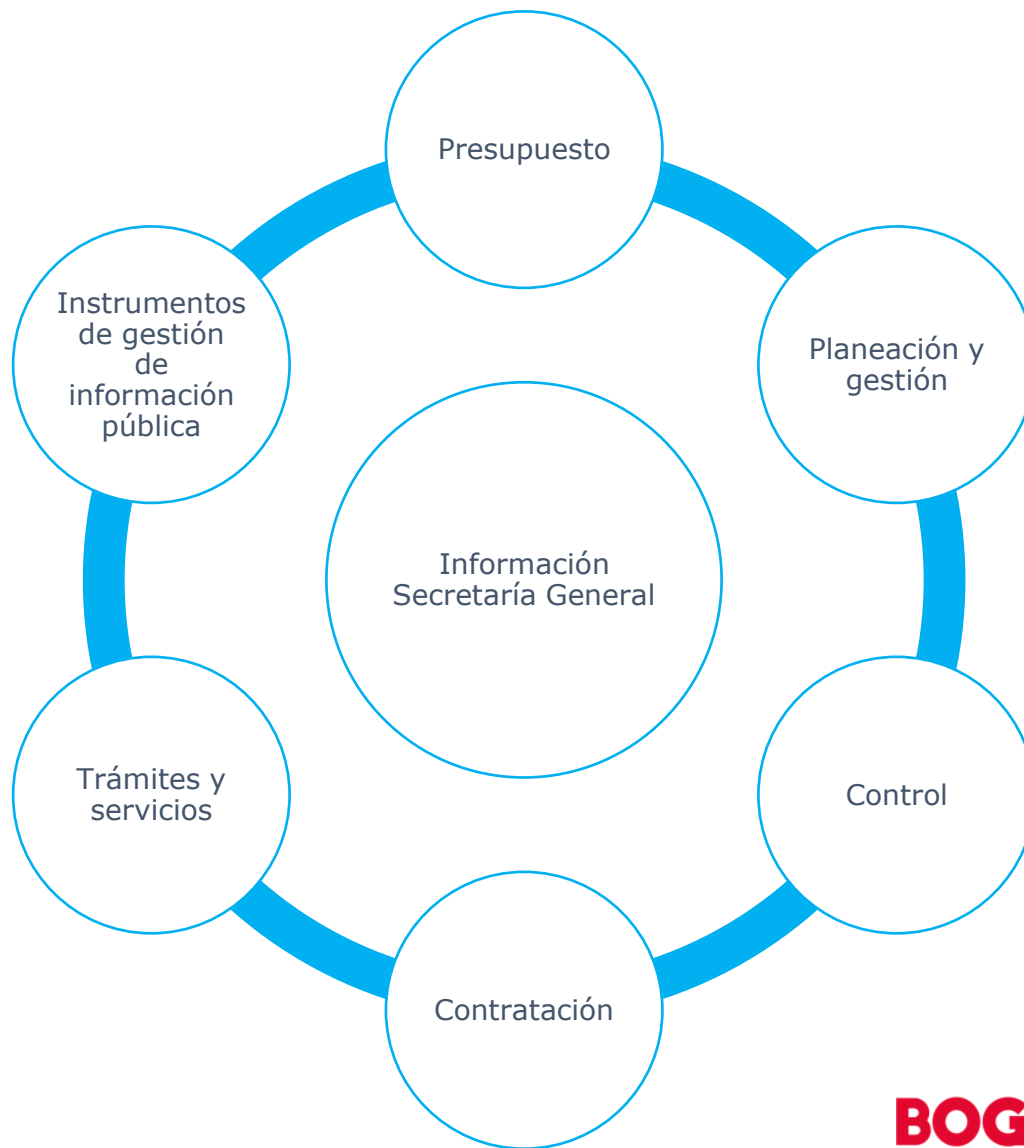 Presupuesto
Planeación y
gestión
Control
Contratación
Trámites y
servicios
Instrumentos
de gestión
de
información
pública
Información
Secretaría General
BOG